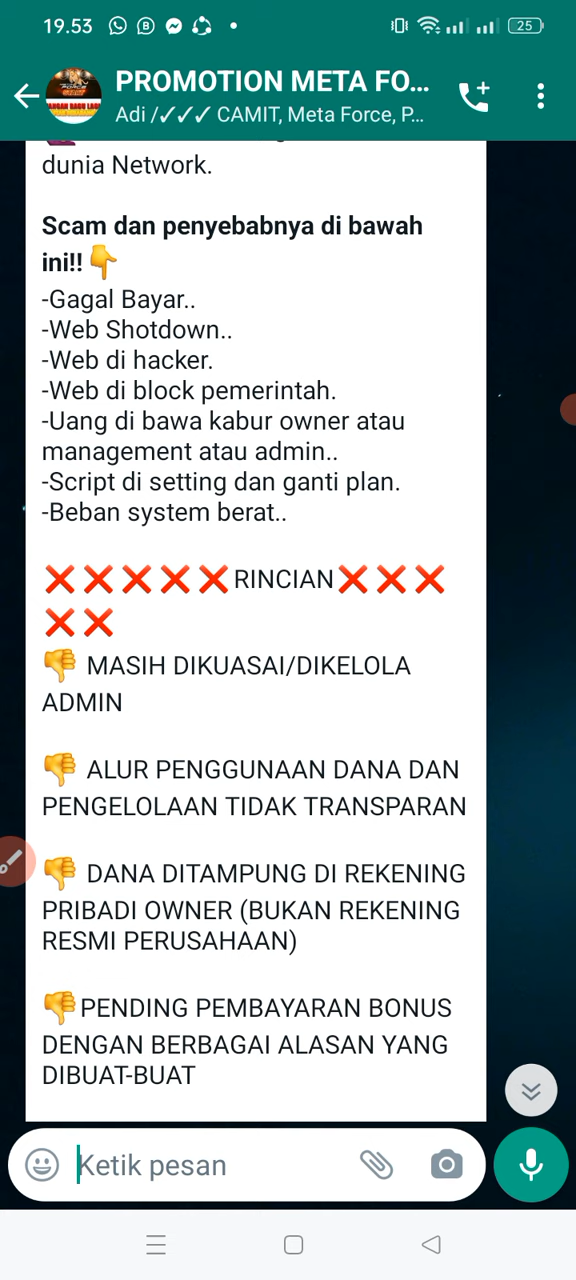 19.53
25
PROMOTION META FO...
Adi /✓✓✓ CAMIT, Meta Force, P...
dunia Network.
Scam dan penyebabnya di bawah
ini!!👇
-Gagal Bayar..
-Web Shotdown..
-Web di hacker.
-Web di block pemerintah.
-Uang di bawa kabur owner atau
management atau admin..
-Script di setting dan ganti plan.
-Beban system berat..
❌❌❌❌❌RINCIAN❌❌❌
❌❌
👎 MASIH DIKUASAI/DIKELOLA
ADMIN
👎 ALUR PENGGUNAAN DANA DAN
PENGELOLAAN TIDAK TRANSPARAN
👎 DANA DITAMPUNG DI REKENING
PRIBADI OWNER (BUKAN REKENING
RESMI PERUSAHAAN)
👎PENDING PEMBAYARAN BONUS
DENGAN BERBAGAI ALASAN YANG
DIBUAT-BUAT
Ketik pesan